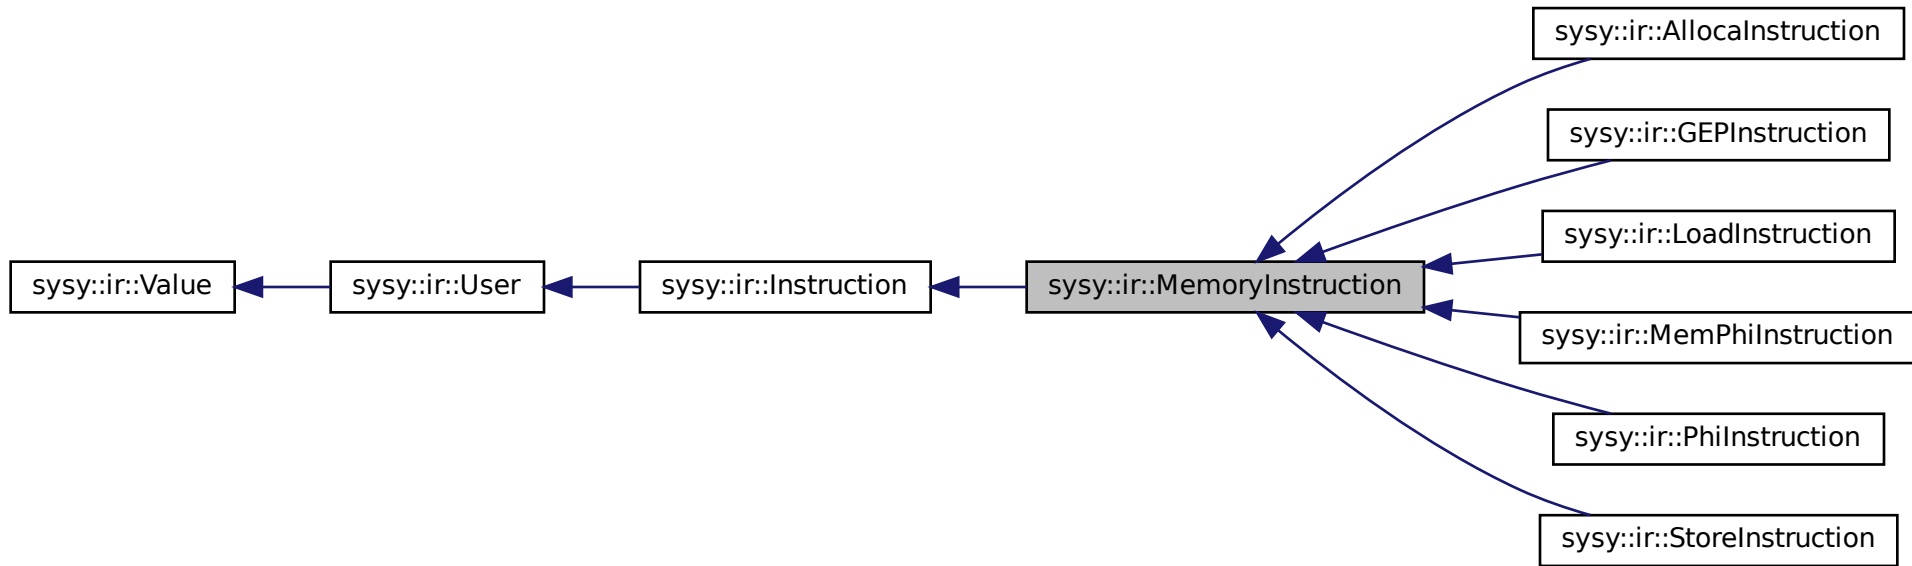 sysy::ir::AllocaInstruction
sysy::ir::GEPInstruction
sysy::ir::LoadInstruction
sysy::ir::Value
sysy::ir::User
sysy::ir::Instruction
sysy::ir::MemoryInstruction
sysy::ir::MemPhiInstruction
sysy::ir::PhiInstruction
sysy::ir::StoreInstruction